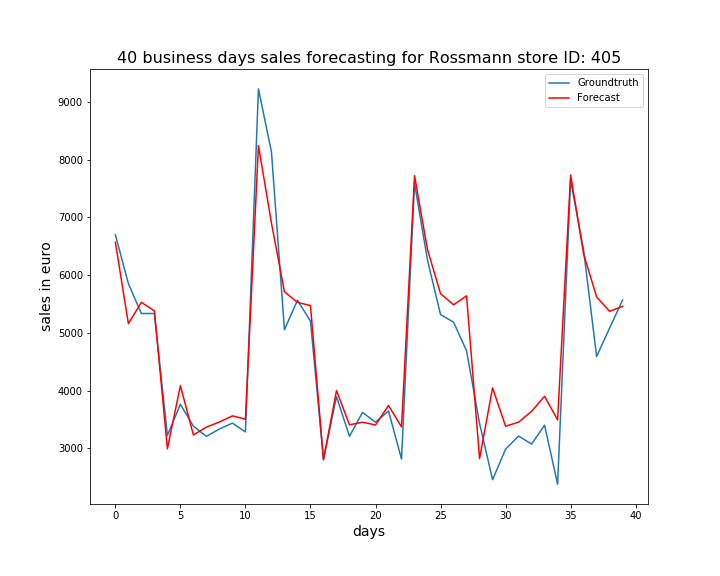 40 business days sales forecasting for Rossmann store ID: 405
Groundtruth
Forecast
sales in euro
9000
8000
7000
6000
5000
4000
3000
0 5 10 15 20 25 30 35 40
days